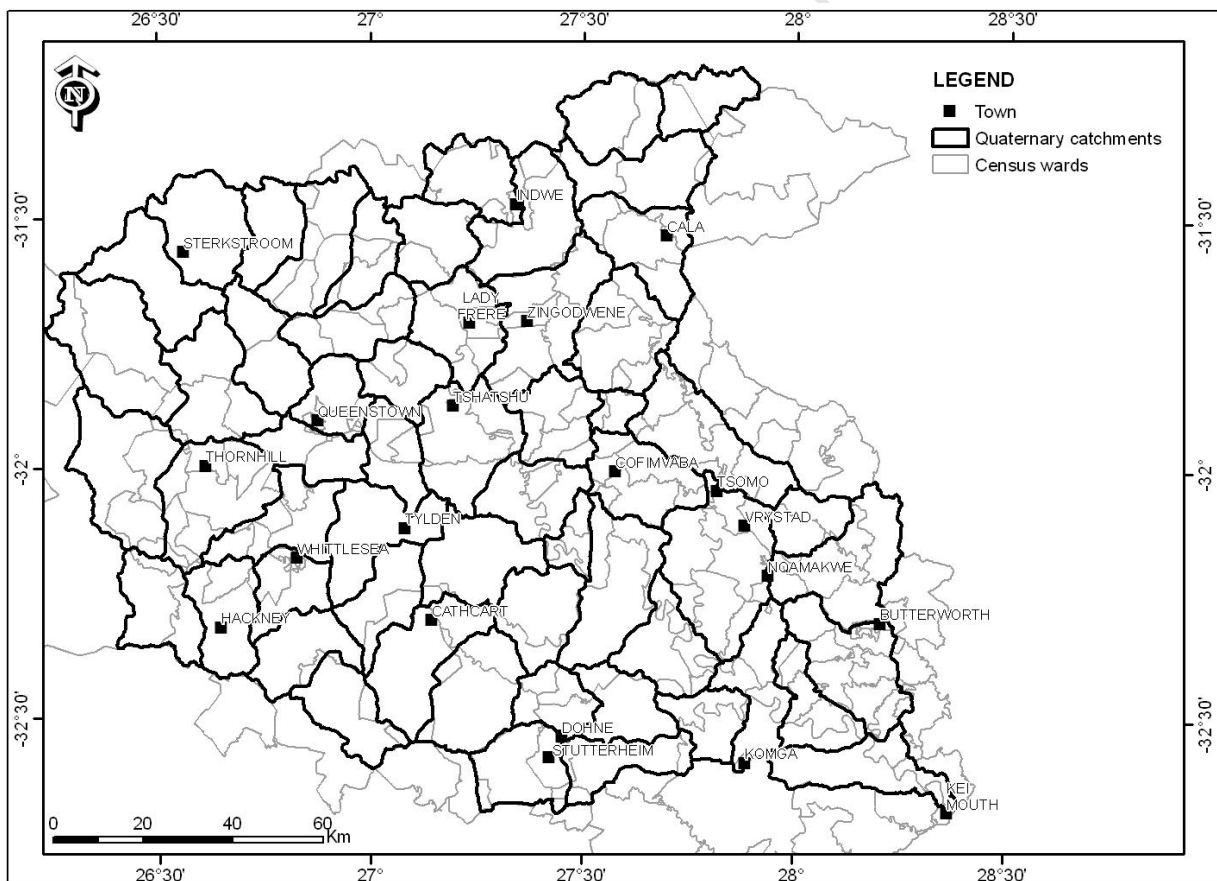 26°30' 27° 27°30' 28° 28°30'
N
LEGEND
Town
Quaternary catchments
Census wards
-31°30' -31°30'
INDWE
CALA
STERKSTROOM
LADY
FRERE
ZINGODWENE
TSHATSHU
QUEENSTOWN
THORNHILL
COFIMVABA
-32° -32°
TSOMO
TYLDEN
VRYSTAD
WHITTLESEA
NQAMAKWE
HACKNEY
CATHCART
BUTTERWORTH
-32°30' -32°30'
DOHNE
STUTTERHEIM
KOMGA
KEI
MOUTH
0 20 40 60
Km
26°30' 27° 27°30' 28° 28°30'